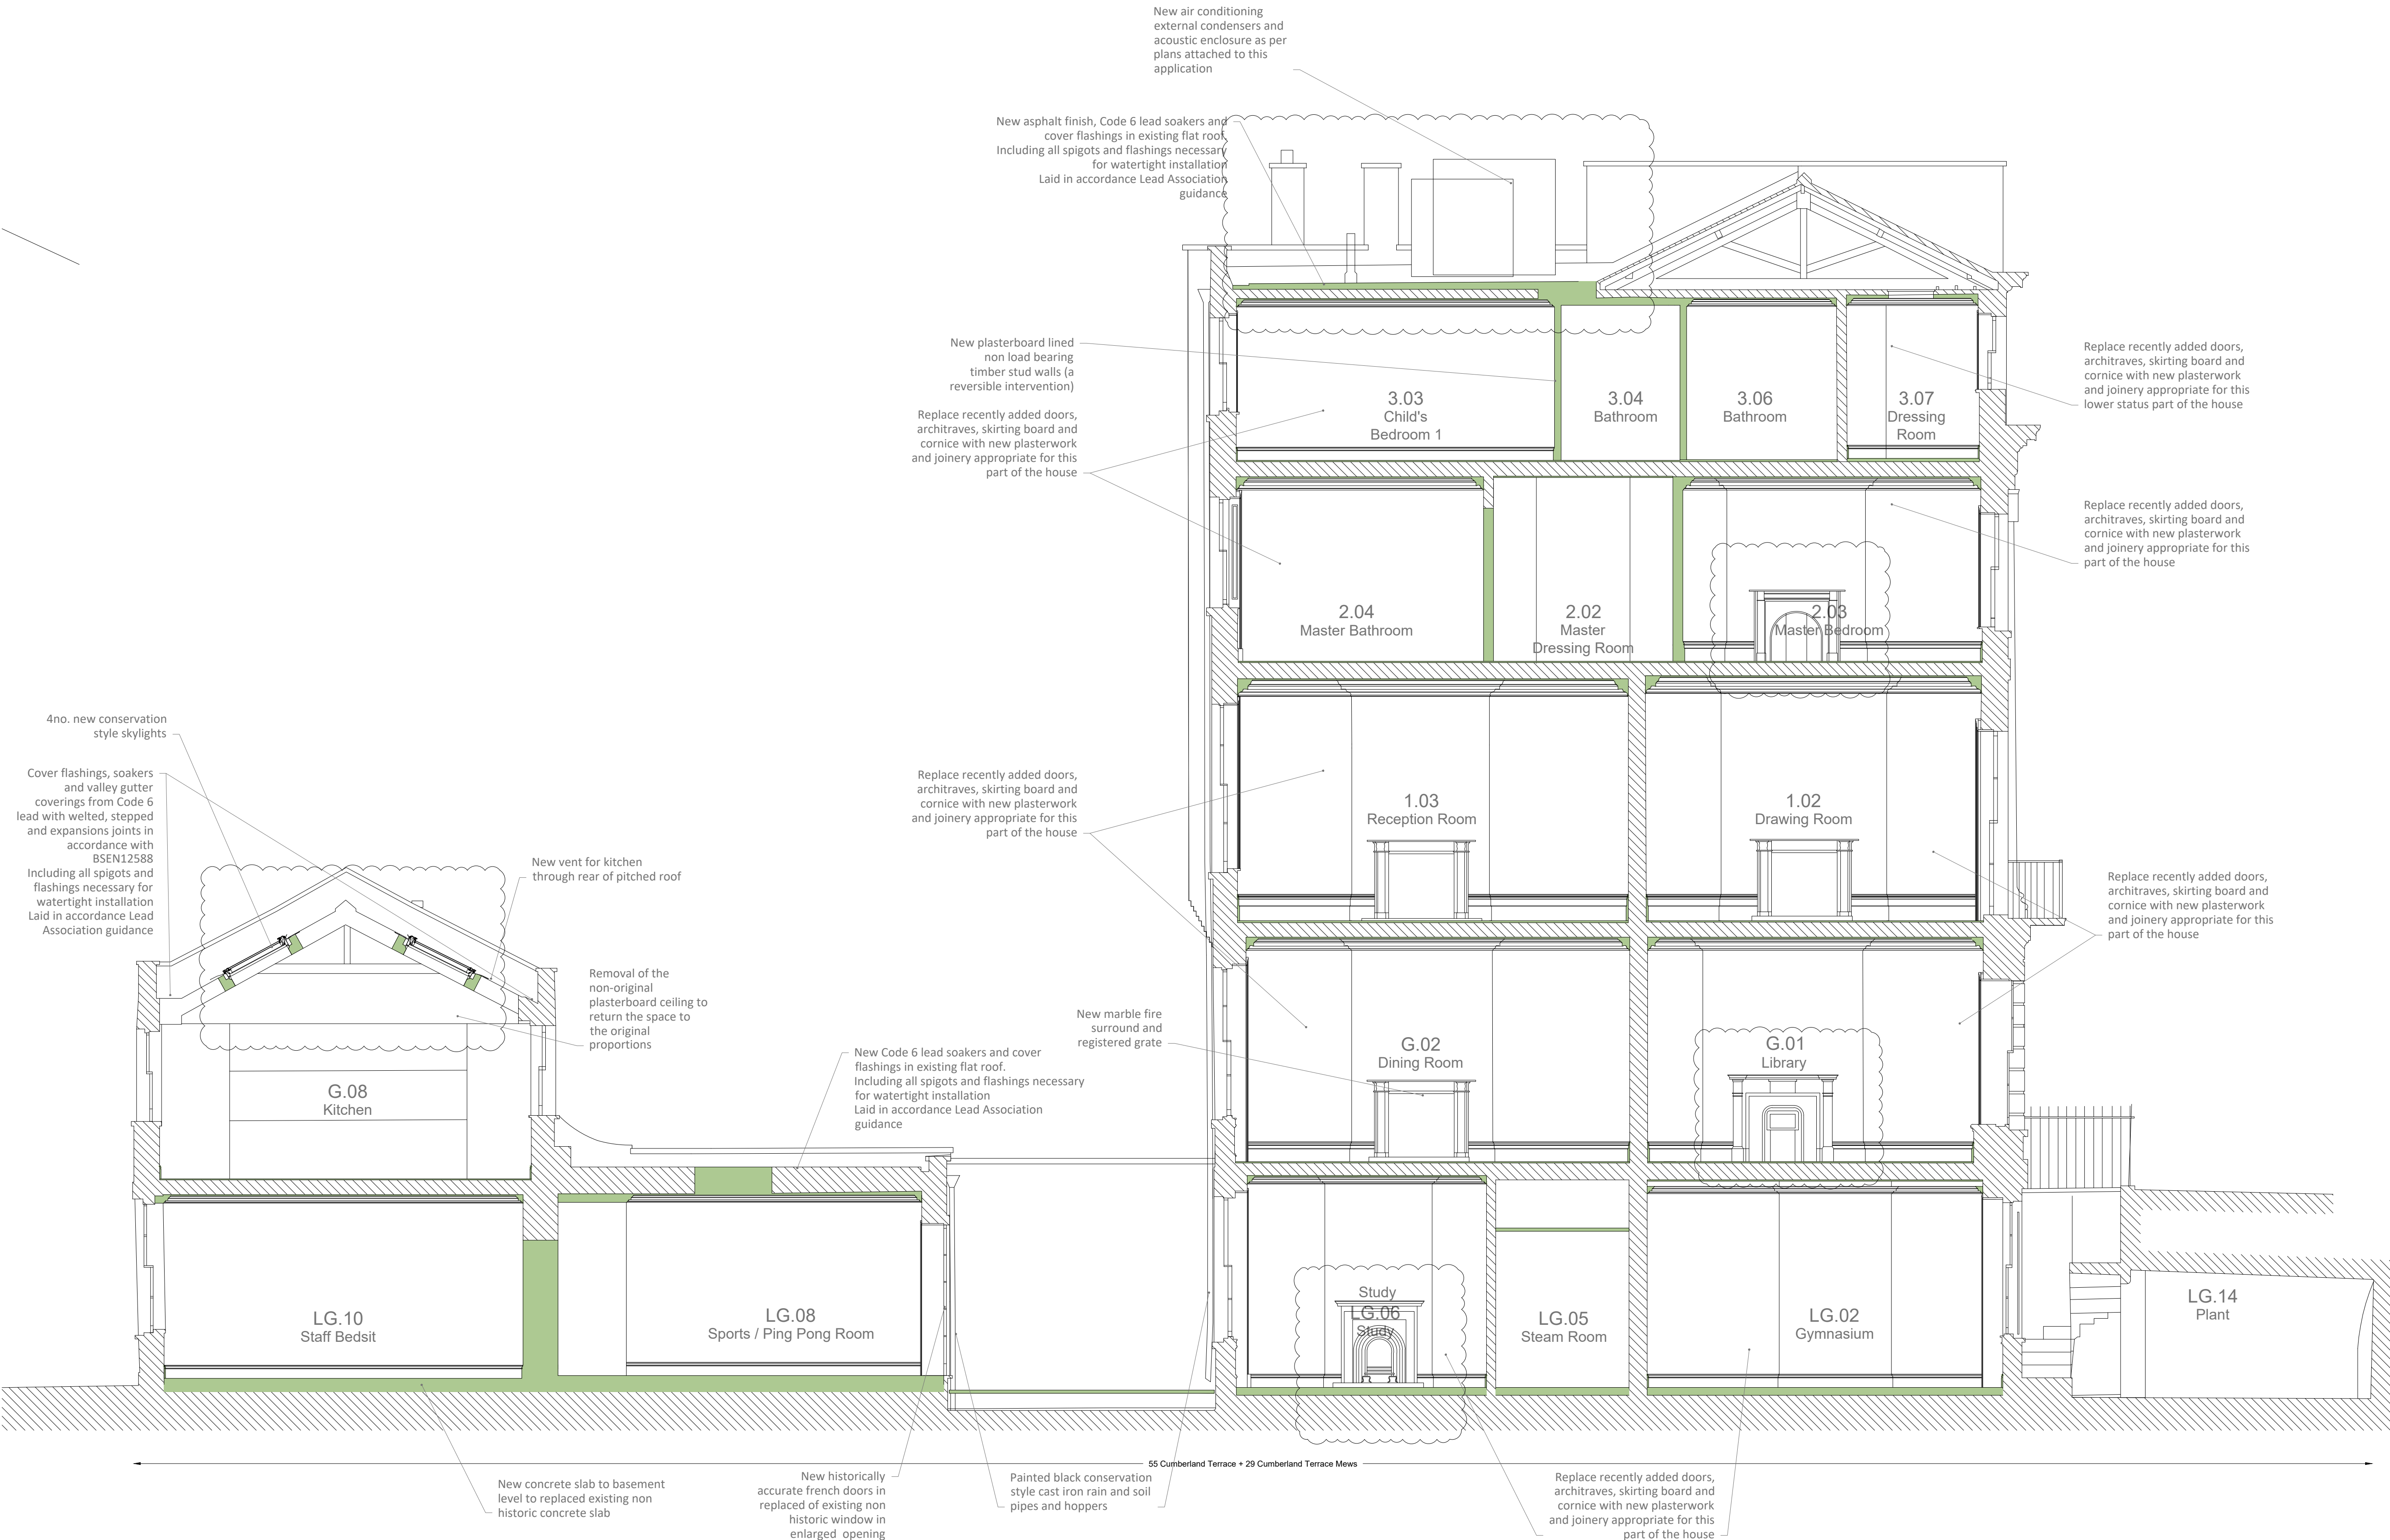 New air conditioning
external condensers and
acoustic enclosure as per
plans attached to this
application
New asphalt finish, Code 6 lead soakers and
cover flashings in existing flat roof.
Including all spigots and flashings necessary
for watertight installation
Laid in accordance Lead Association
guidance
New plasterboard lined
non load bearing
timber stud walls (a
reversible intervention)
Replace recently added doors,
architraves, skirting board and
cornice with new plasterwork
and joinery appropriate for this
part of the house
3.03
Child's
Bedroom 1
3.04
Bathroom
3.06
Bathroom
3.07
Dressing
Room
Replace recently added doors,
architraves, skirting board and
cornice with new plasterwork
and joinery appropriate for this
lower status part of the house
Replace recently added doors,
architraves, skirting board and
cornice with new plasterwork
and joinery appropriate for this
part of the house
2.04
Master Bathroom
2.02
Master
Dressing Room
2.03
Master Bedroom
4no. new conservation
style skylights
Cover flashings, soakers
and valley gutter
coverings from Code 6
lead with welted, stepped
and expansions joints in
accordance with
BSEN12588
Including all spigots and
flashings necessary for
watertight installation
Laid in accordance Lead
Association guidance
New vent for kitchen
through rear of pitched roof
Removal of the
non-original
plasterboard ceiling to
return the space to
the original
proportions
Replace recently added doors,
architraves, skirting board and
cornice with new plasterwork
and joinery appropriate for this
part of the house
1.03
Reception Room
1.02
Drawing Room
Replace recently added doors,
architraves, skirting board and
cornice with new plasterwork
and joinery appropriate for this
part of the house
New marble fire
surround and
registered grate
G.08
Kitchen
New Code 6 lead soakers and cover
flashings in existing flat roof.
Including all spigots and flashings necessary
for watertight installation
Laid in accordance Lead Association
guidance
G.02
Dining Room
G.01
Library
LG.10
Staff Bedsit
LG.08
Sports / Ping Pong Room
Study
LG.06
Study
LG.05
Steam Room
LG.02
Gymnasium
LG.14
Plant
55 Cumberland Terrace + 29 Cumberland Terrace Mews
New concrete slab to basement
level to replaced existing non
historic concrete slab
New historically
accurate french doors in
replaced of existing non
historic window in
enlarged opening
Painted black conservation
style cast iron rain and soil
pipes and hoppers
Replace recently added doors,
architraves, skirting board and
cornice with new plasterwork
and joinery appropriate for this
part of the house